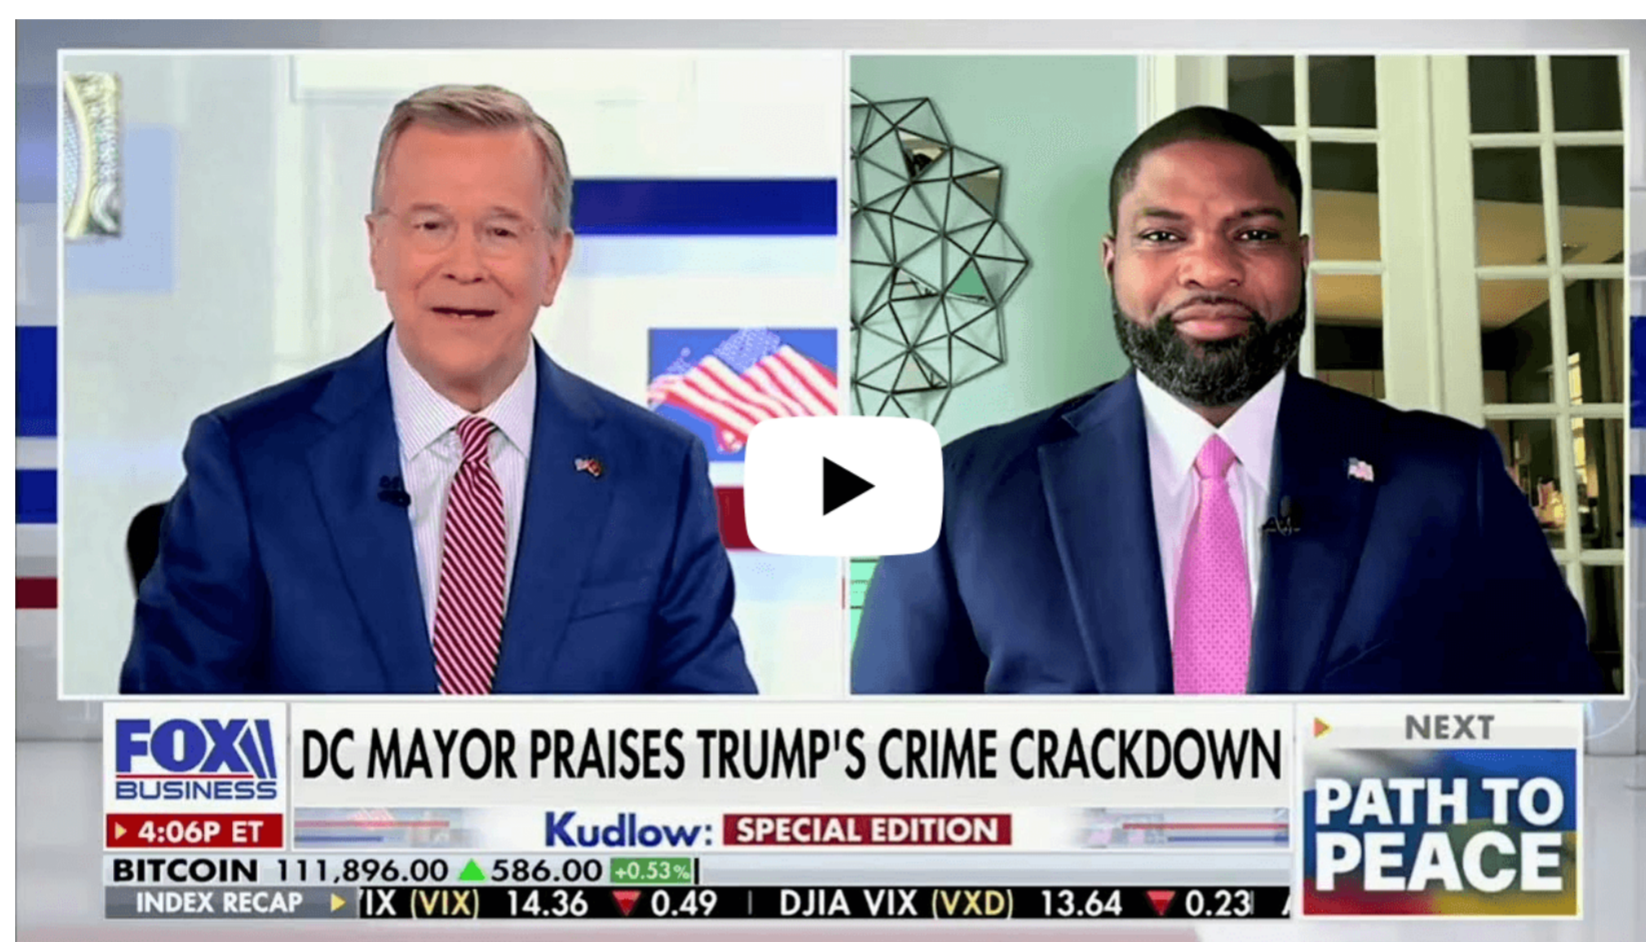 FOX
BUSINESS
4:06P ET
DC MAYOR PRAISES TRUMP'S CRIME CRACKDOWN
Kudlow: SPECIAL EDITION
NEXT
PATH TO
PEACE
BITCOIN 111,896.00 586.00 +0.53%
INDEX RECAP IX (VIX) 14.36 0.49 | DJIA VIX (VXD) 13.64 0.23